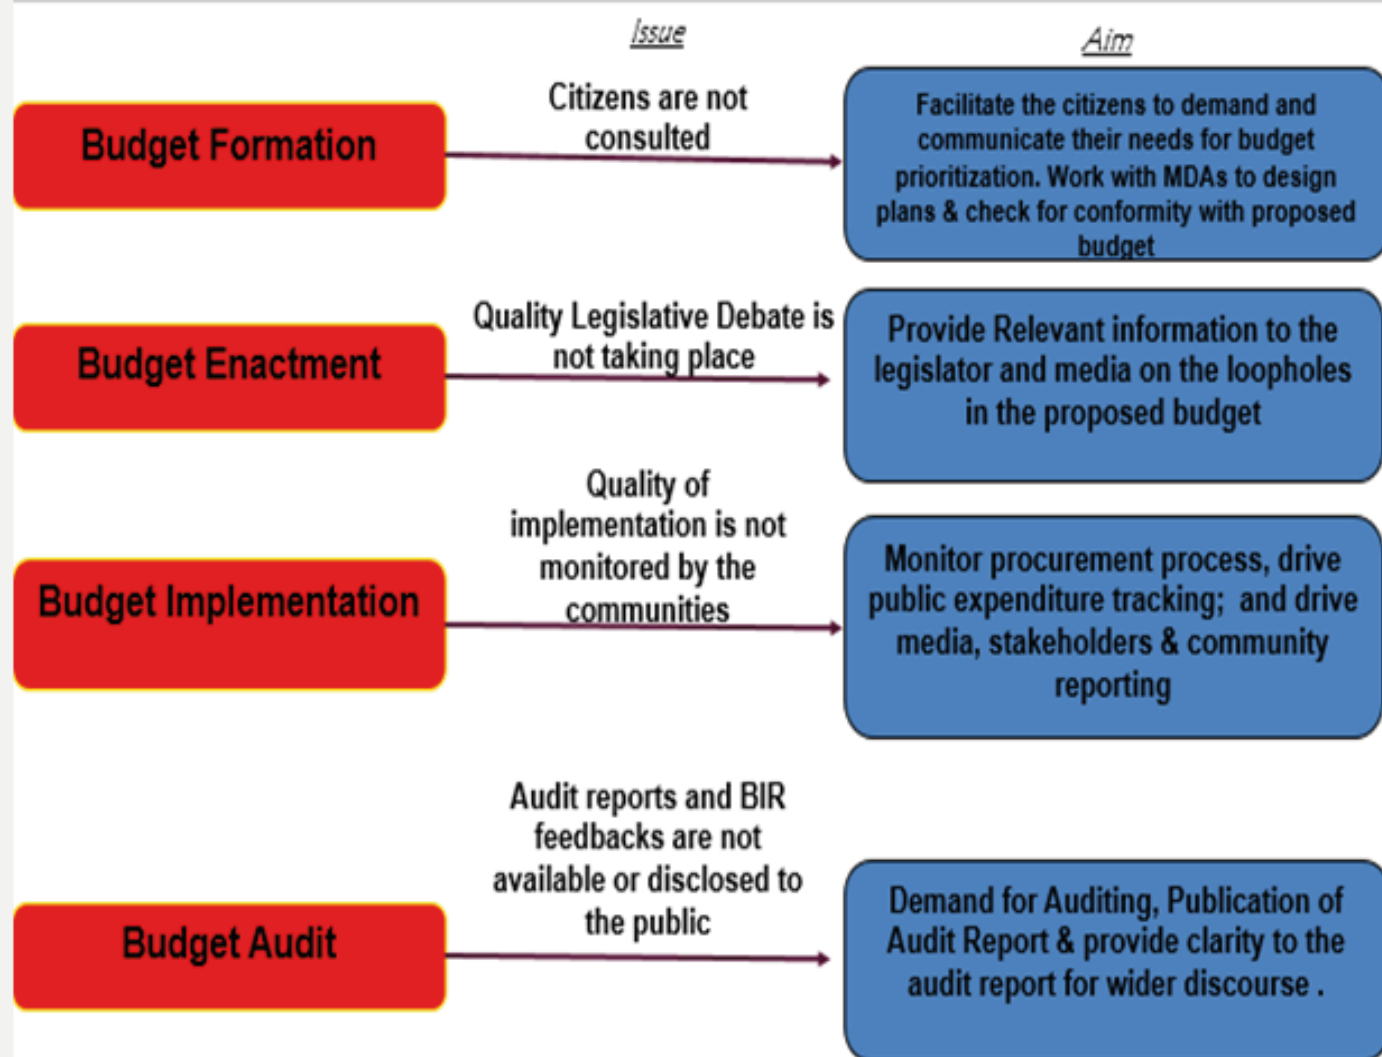 Issue
Aim
Budget Formation
Citizens are not
consulted
Facilitate the citizens to demand and
communicate their needs for budget
prioritization. Work with MDAs to design
plans & check for conformity with proposed
budget
Budget Enactment
Quality Legislative Debate is
not taking place
Provide Relevant information to the
legislator and media on the loopholes
in the proposed budget
Budget Implementation
Quality of
implementation is not
monitored by the
communities
Monitor procurement process, drive
public expenditure tracking; and drive
media, stakeholders & community
reporting
Budget Audit
Audit reports and BIR
feedbacks are not
available or disclosed to
the public
Demand for Auditing, Publication of
Audit Report & provide clarity to the
audit report for wider discourse .